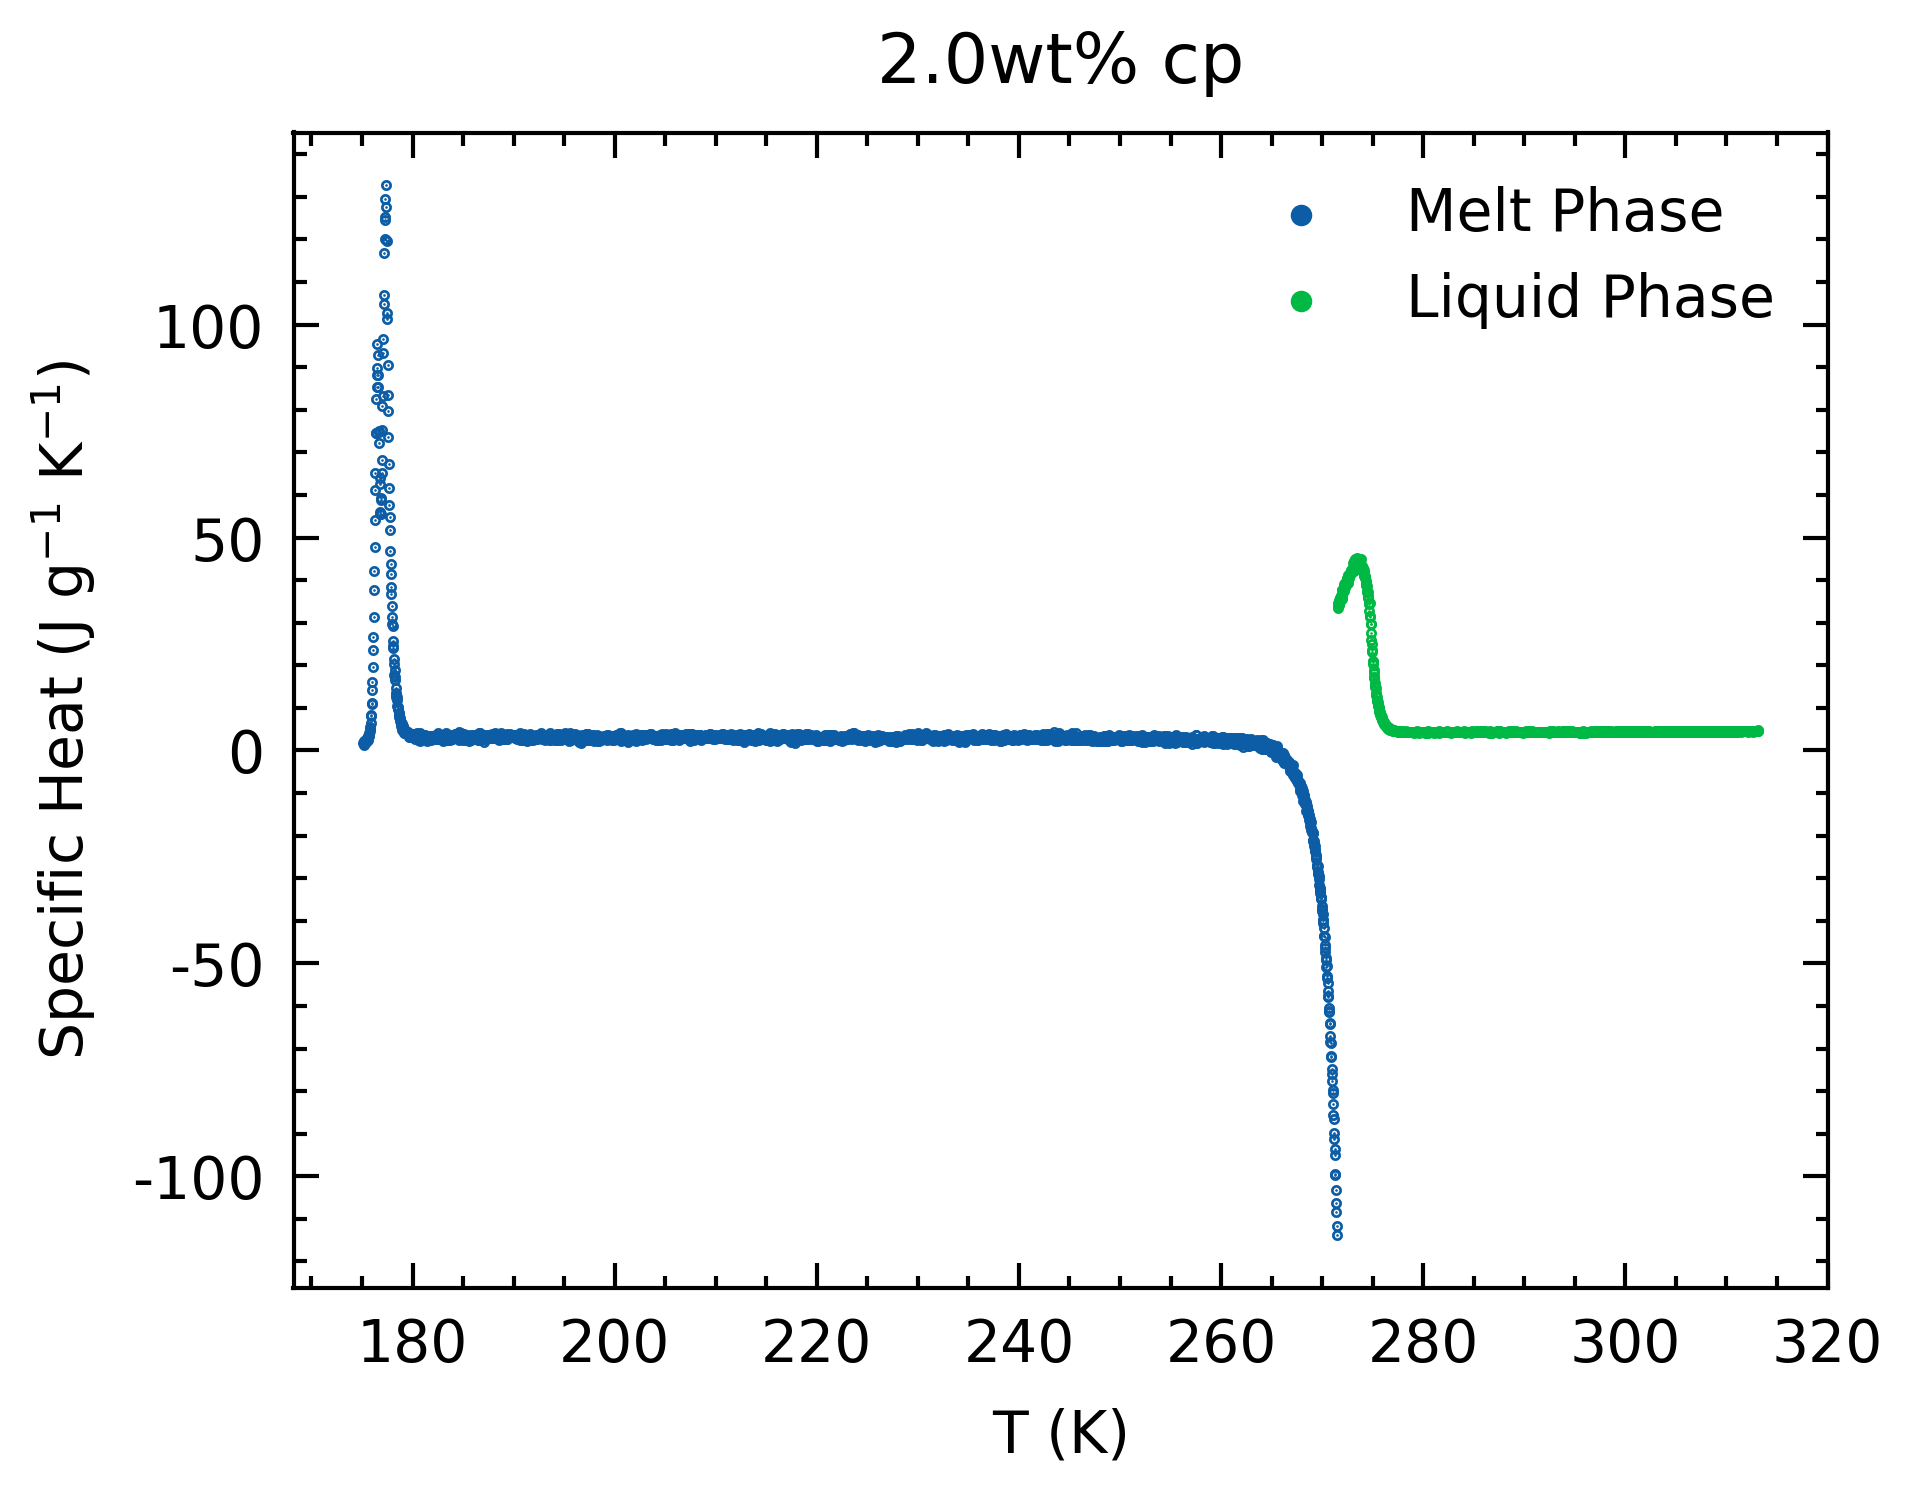 2.0wt% cp
Melt Phase
Liquid Phase
Specific Heat (J g⁻¹ K⁻¹)
100
50
0
-50
-100
180 200 220 240 260 280 300 320
T (K)